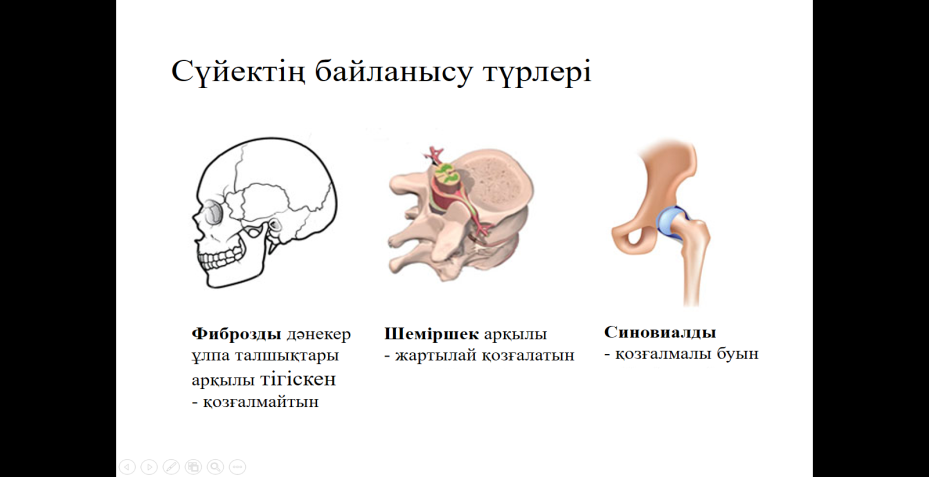 Сүйектің байланысу түрлері
Фиброзды дәнекер
ұлпа талшықтары
арқылы тігіскен
- қозғалмайтын
Шеміршек арқылы
- жартылай қозғалатын
Синовиалды
- қозғалмалы буын